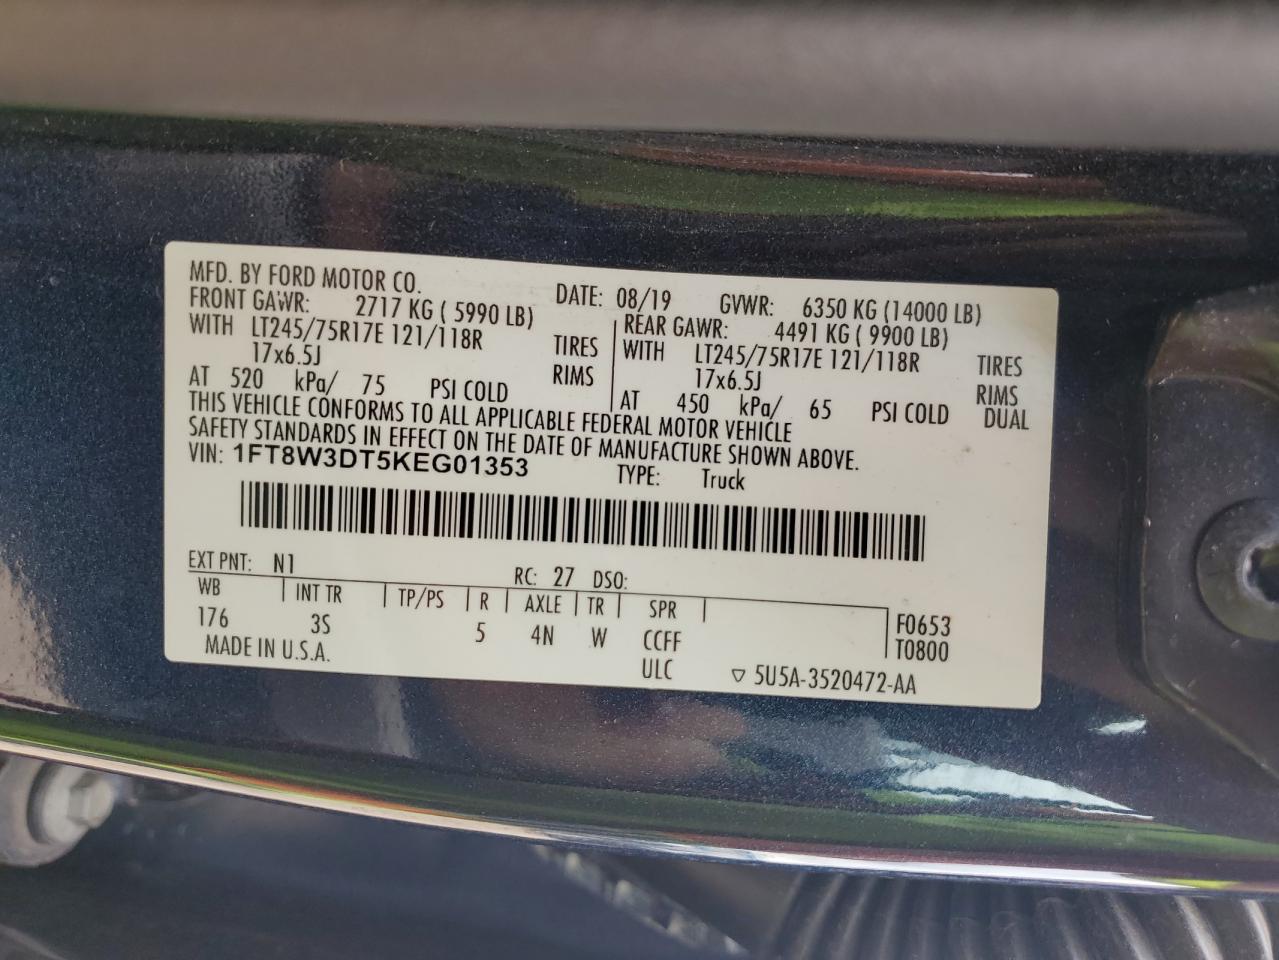 MFD. BY FORD MOTOR CO. DATE: 08/19 GVWR: 6350 KG (14000 LB)
FRONT GAWR: 2717 KG ( 5990 LB) REAR GAWR: 4491 KG ( 9900 LB)
WITH LT245/75R17E 121/118R TIRES WITH LT245/75R17E 121/118R TIRES
17x6.5J RIMS 17x6.5J RIMS
AT 520 kPa/ 75 PSI COLD AT 450 kPa/ 65 PSI COLD DUAL
THIS VEHICLE CONFORMS TO ALL APPLICABLE FEDERAL MOTOR VEHICLE
SAFETY STANDARDS IN EFFECT ON THE DATE OF MANUFACTURE SHOWN ABOVE.
VIN: 1FT8W3DT5KEG01353 TYPE: Truck
EXT PNT: N1 RC: 27 DSO:
WB INT TR TP/PS R AXLE TR SPR F0653
176 3S 5 4N W CCFF T0800
MADE IN U.S.A. ULC ▽ 5U5A-3520472-AA